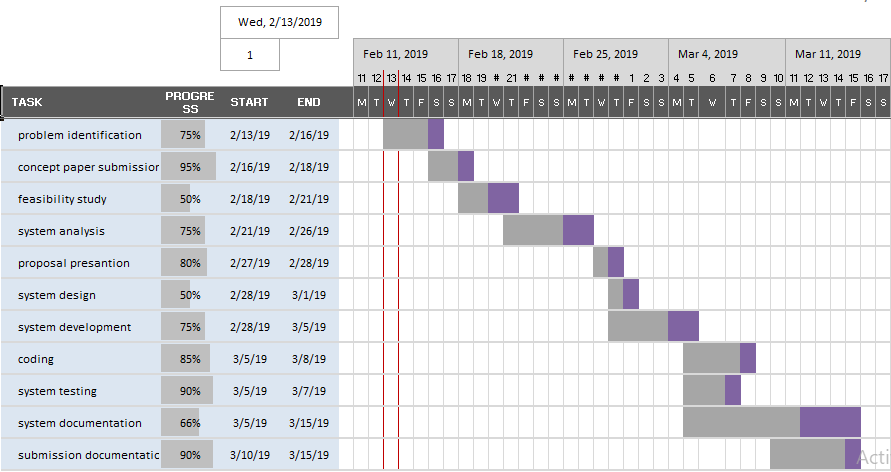 Wed, 2/13/2019
1
Feb 11, 2019 Feb 18, 2019 Feb 25, 2019 Mar 4, 2019 Mar 11, 2019
11 12 13 14 15 16 17 18 19 # 21 # # # # # # # 1 2 3 4 5 6 7 8 9 10 11 12 13 14 15 16 17
TASK PROGRE SS START END M T W T F S S M T W T F S S M T W T F S S M T W T F S S M T W T F S S
problem identification 75% 2/13/19 2/16/19
concept paper submission 95% 2/16/19 2/18/19
feasibility study 50% 2/18/19 2/21/19
system analysis 75% 2/21/19 2/26/19
proposal presantion 80% 2/27/19 2/28/19
system design 50% 2/28/19 3/1/19
system development 75% 2/28/19 3/5/19
coding 85% 3/5/19 3/8/19
system testing 90% 3/5/19 3/7/19
system documentation 66% 3/5/19 3/15/19
submission documentatic 90% 3/10/19 3/15/19
Acti